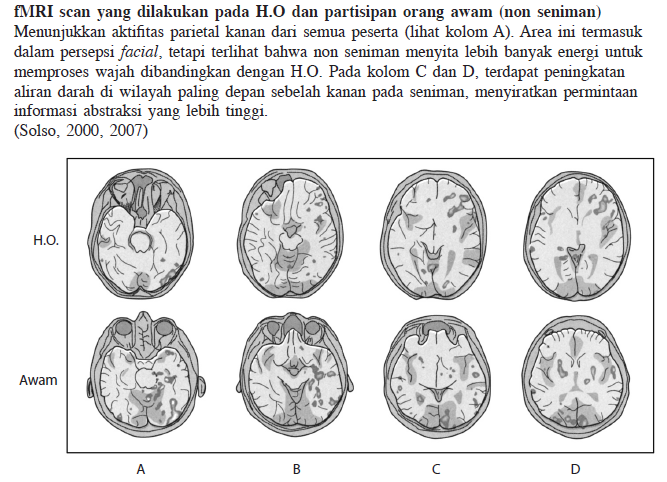 fMRI scan yang dilakukan pada H.O dan partisipan orang awam (non seniman)
Menunjukkan aktifitas parietal kanan dari semua peserta (lihat kolom A). Area ini termasuk
dalam persepsi facial, tetapi terlihat bahwa non seniman menyita lebih banyak energi untuk
memproses wajah dibandingkan dengan H.O. Pada kolom C dan D, terdapat peningkatan
aliran darah di wilayah paling depan sebelah kanan pada seniman, menyiratkan permintaan
informasi abstraksi yang lebih tinggi.
(Solso, 2000, 2007)
H.O.
Awam
A B C D